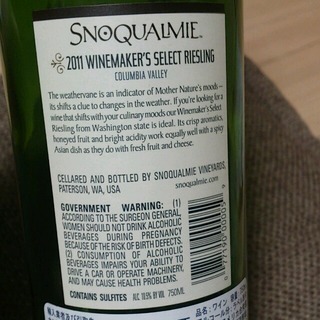 SNOQUALMIE
2011 WINEMAKER'S SELECT RIESLING
COLUMBIA VALLEY
The weathervane is an indicator of Mother Nature's moods –
its shifts a clue to changes in the weather. If you're looking for a
wine that shifts with your culinary moods our Winemaker's Select
Riesling from Washington state is ideal. Its crisp aromatics,
honeyed fruit and bright acidity work equally well with a spicy
Asian dish as they do with fresh fruit and cheese.
CELLARED AND BOTTLED BY SNOQUALMIE VINEYARDS,
PATERSON, WA, USA
snoqualmie.com
GOVERNMENT WARNING: (1)
ACCORDING TO THE SURGEON GENERAL,
WOMEN SHOULD NOT DRINK ALCOHOLIC
BEVERAGES DURING PREGNANCY
BECAUSE OF THE RISK OF BIRTH DEFECTS.
(2) CONSUMPTION OF ALCOHOLIC
BEVERAGES IMPAIRS YOUR ABILITY TO
DRIVE A CAR OR OPERATE MACHINERY,
AND MAY CAUSE HEALTH PROBLEMS.
CONTAINS SULFITES ALC 10.5% BY VOL 750ML